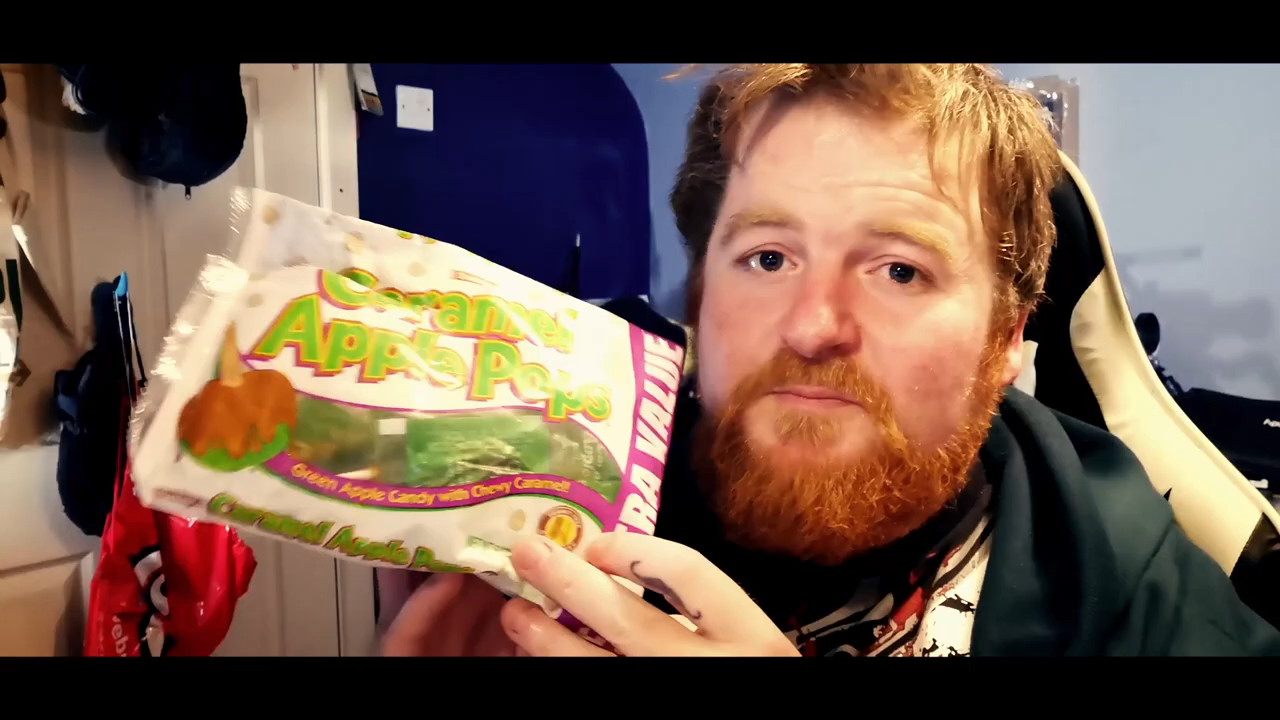 Caramel
Apple Pops
Green Apple Candy with Chewy Caramel!
Caramel Apple Pops
RA VALUE